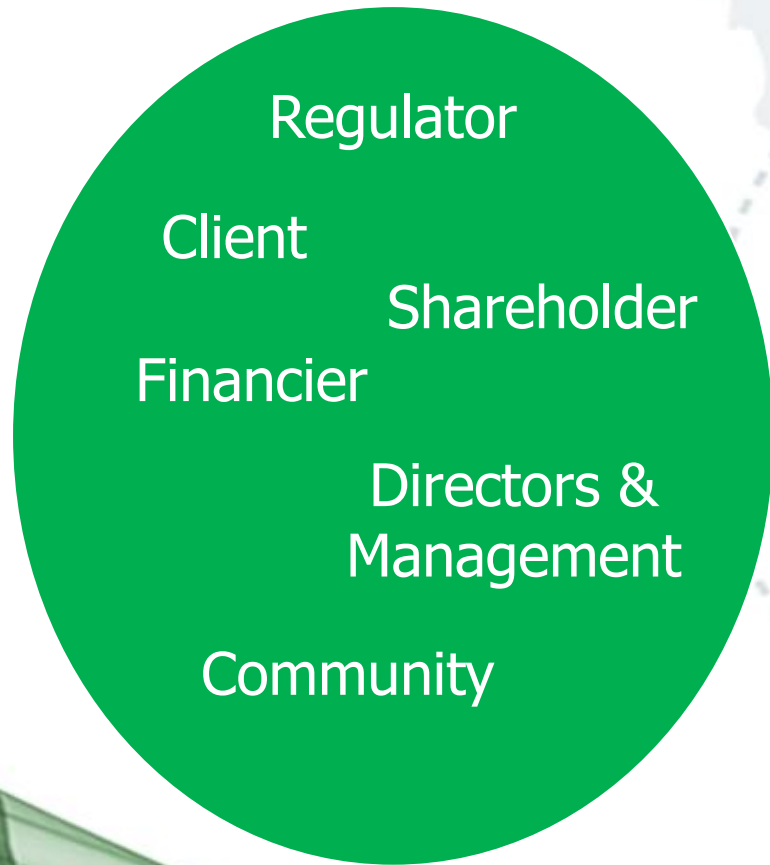 Regulator
Client
Shareholder
Financier
Directors &
Management
Community